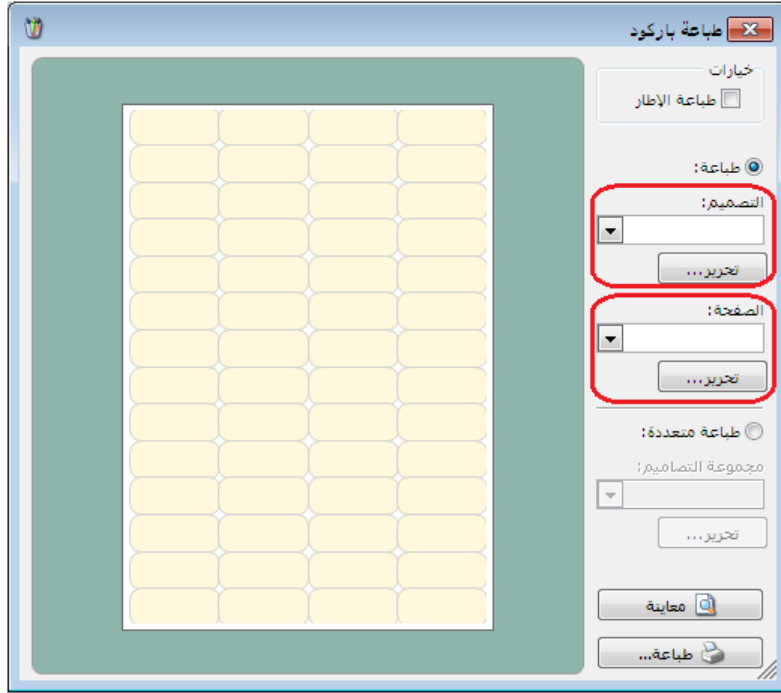 طباعة باركود
خيارات
طباعة الإطار
طباعة:
التصميم:
تحرير...
الصفحة:
تحرير...
طباعة متعددة:
مجموعة التصاميم:
تحرير...
معاينة
طباعة...